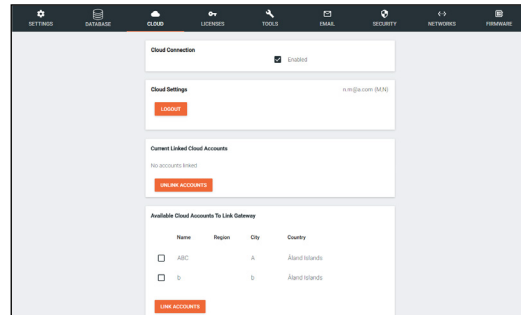 SETTINGS DATABASE CLOUD LICENSES TOOLS EMAIL SECURITY NETWORKS FIRMWARE
Cloud Connection
Enabled
Cloud Settings n.m@a.com (M.N)
LOGOUT
Current Linked Cloud Accounts
No accounts linked
UNLINK ACCOUNTS
Available Cloud Accounts To Link Gateway
Name Region City Country
ABC A Åland Islands
b b Åland Islands
LINK ACCOUNTS